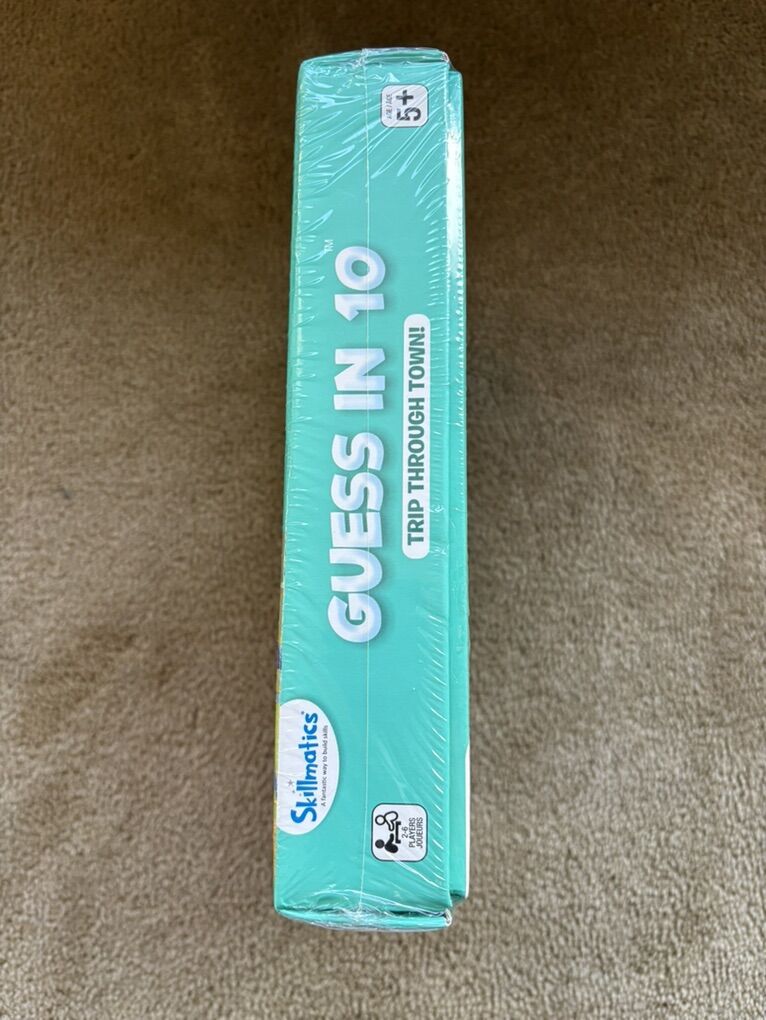 Skillmatics®
A fantastic way to build skills
GUESS IN 10™
TRIP THROUGH TOWN!
2-6
PLAYERS
JOUEURS
AGE / ÂGE
5+